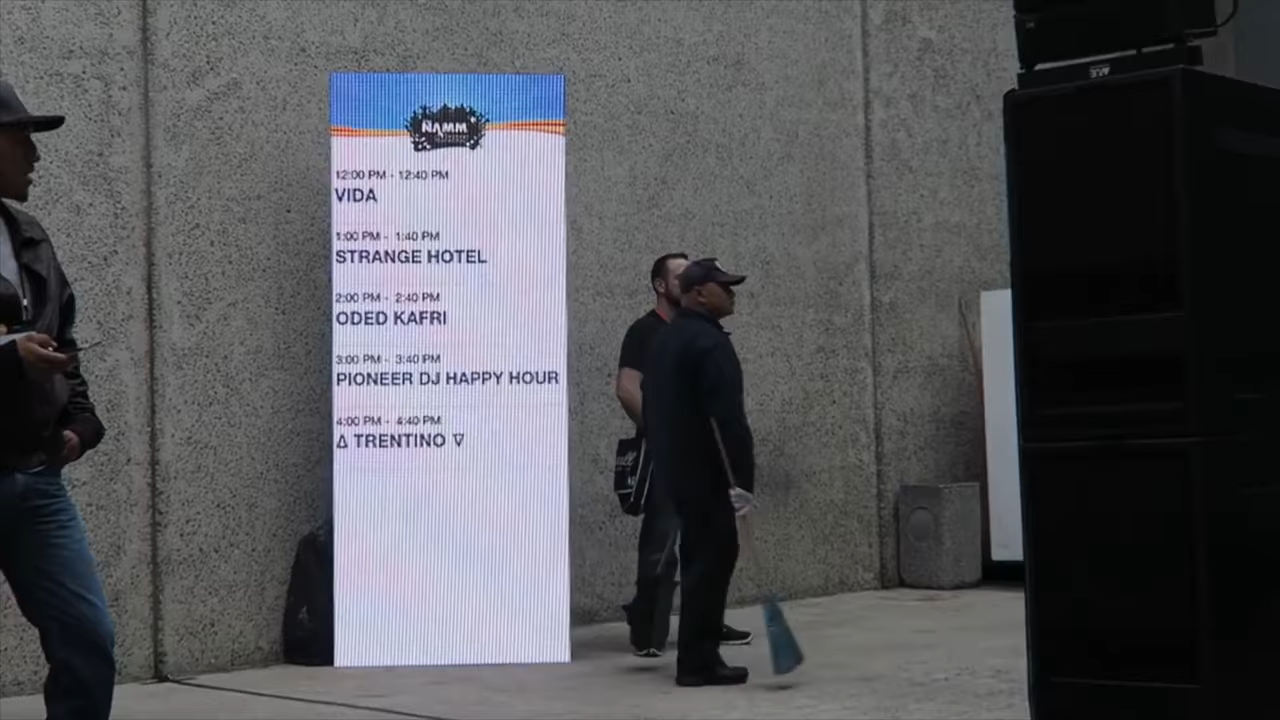 NAMM
12:00 PM - 12:40 PM
VIDA
1:00 PM - 1:40 PM
STRANGE HOTEL
2:00 PM - 2:40 PM
ODED KAFRI
3:00 PM - 3:40 PM
PIONEER DJ HAPPY HOUR
4:00 PM - 4:40 PM
Δ TRENTINO ∇